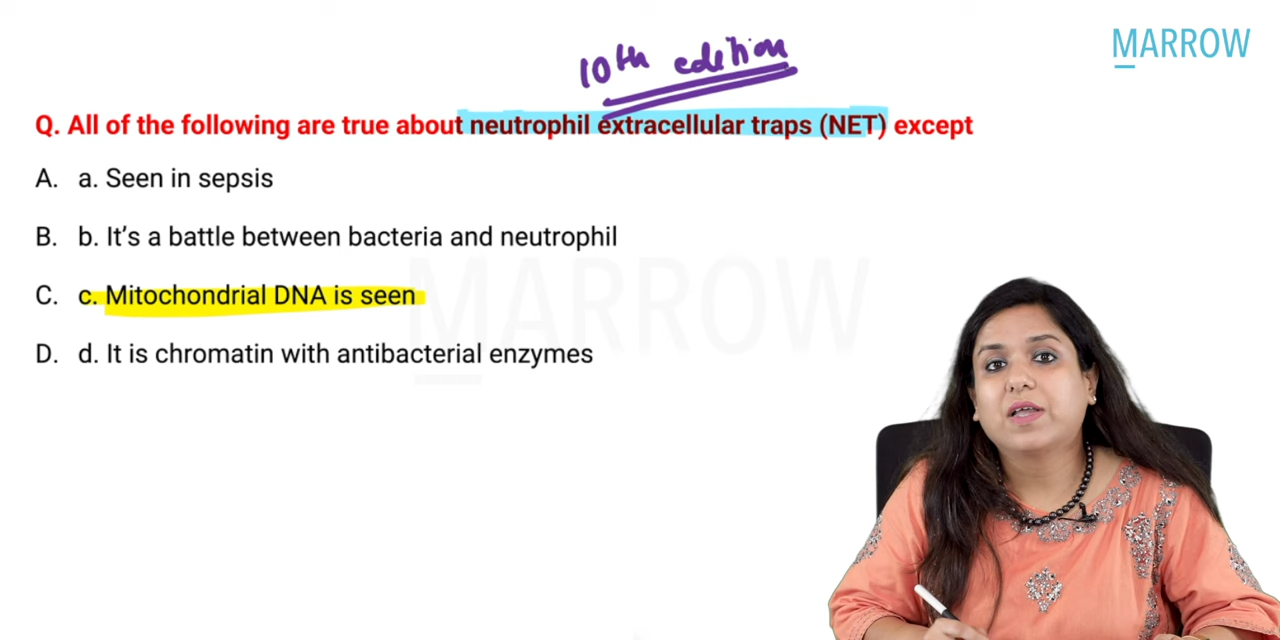 10th edition
MARROW
Q. All of the following are true about neutrophil extracellular traps (NET) except
A. a. Seen in sepsis
B. b. It's a battle between bacteria and neutrophil
C. c. Mitochondrial DNA is seen
D. d. It is chromatin with antibacterial enzymes
MARROW